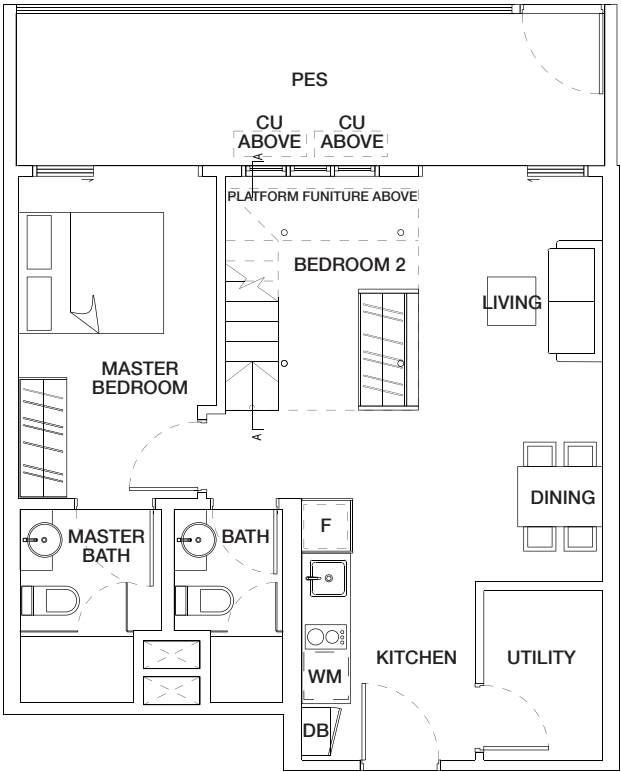 PES
CU
ABOVE
CU
ABOVE
A
PLATFORM FUNITURE ABOVE
BEDROOM 2
LIVING
MASTER
BEDROOM
A
DINING
F
MASTER
BATH
BATH
KITCHEN
UTILITY
WM
DB